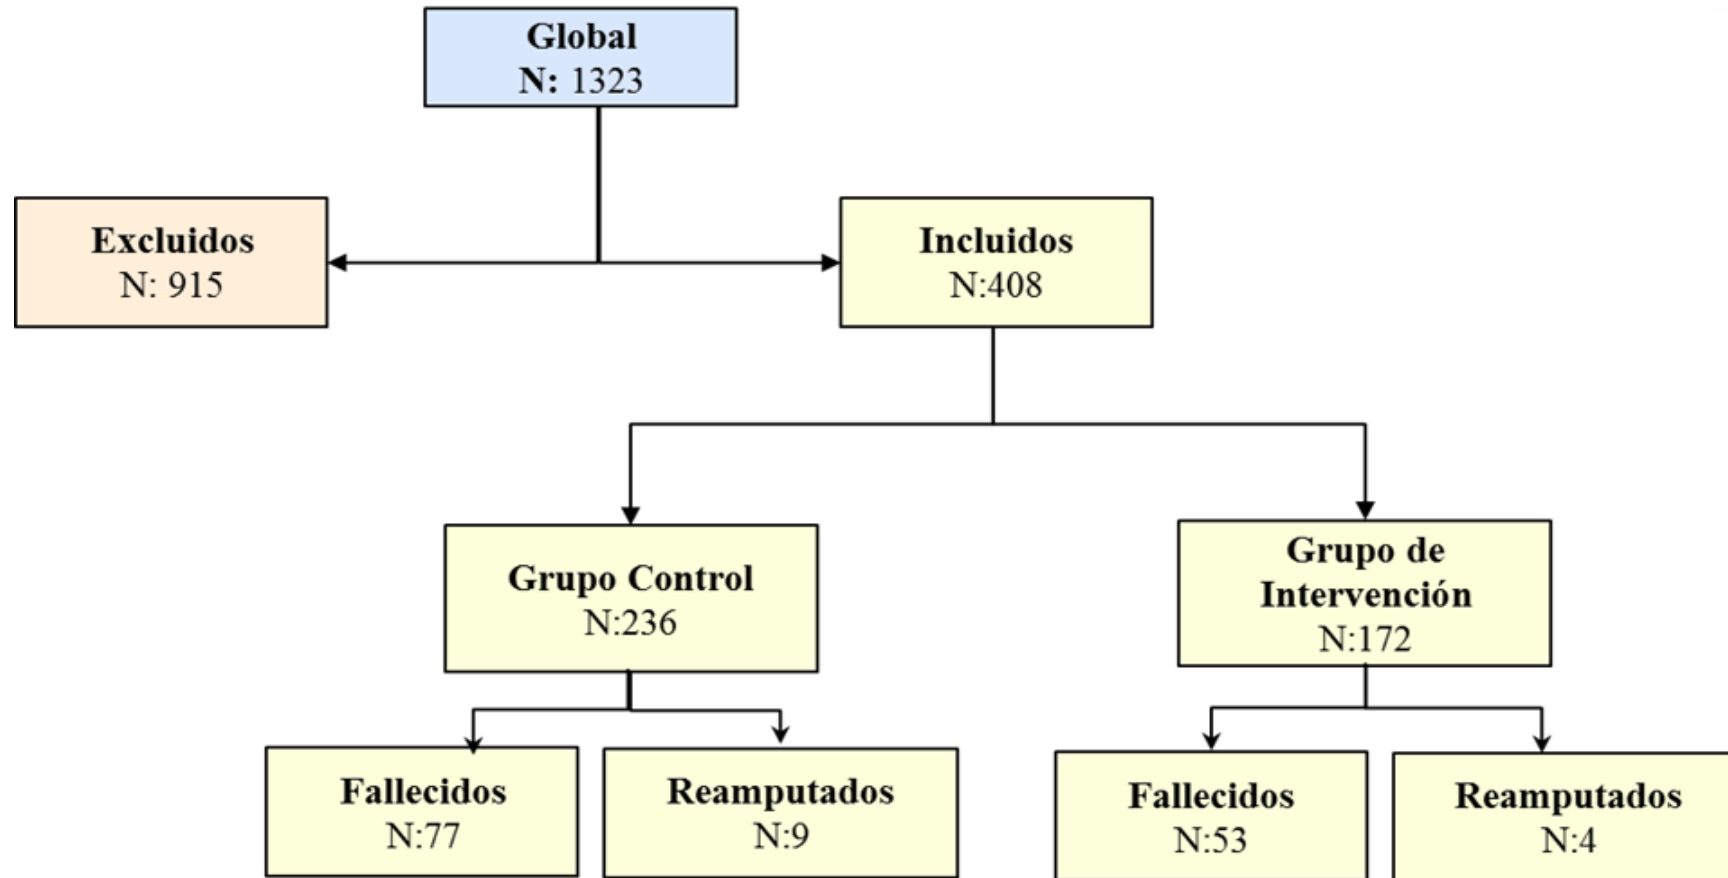 Global
N: 1323
Excluidos
N: 915
Incluidos
N:408
Grupo Control
N:236
Grupo de
Intervención
N:172
Fallecidos
N:77
Reamputados
N:9
Fallecidos
N:53
Reamputados
N:4